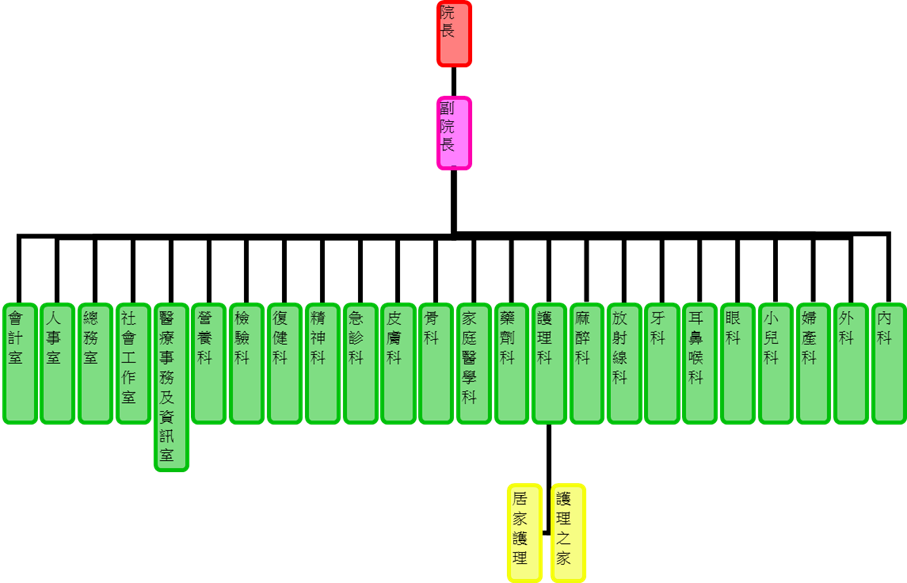 院長
副院長
會計室
人事室
總務室
社會工作室
醫療事務及資訊室
營養科
檢驗科
復健科
精神科
急診科
皮膚科
骨科
家庭醫學科
藥劑科
護理科
麻醉科
放射線科
牙科
耳鼻喉科
眼科
小兒科
婦產科
外科
內科
居家護理
護理之家